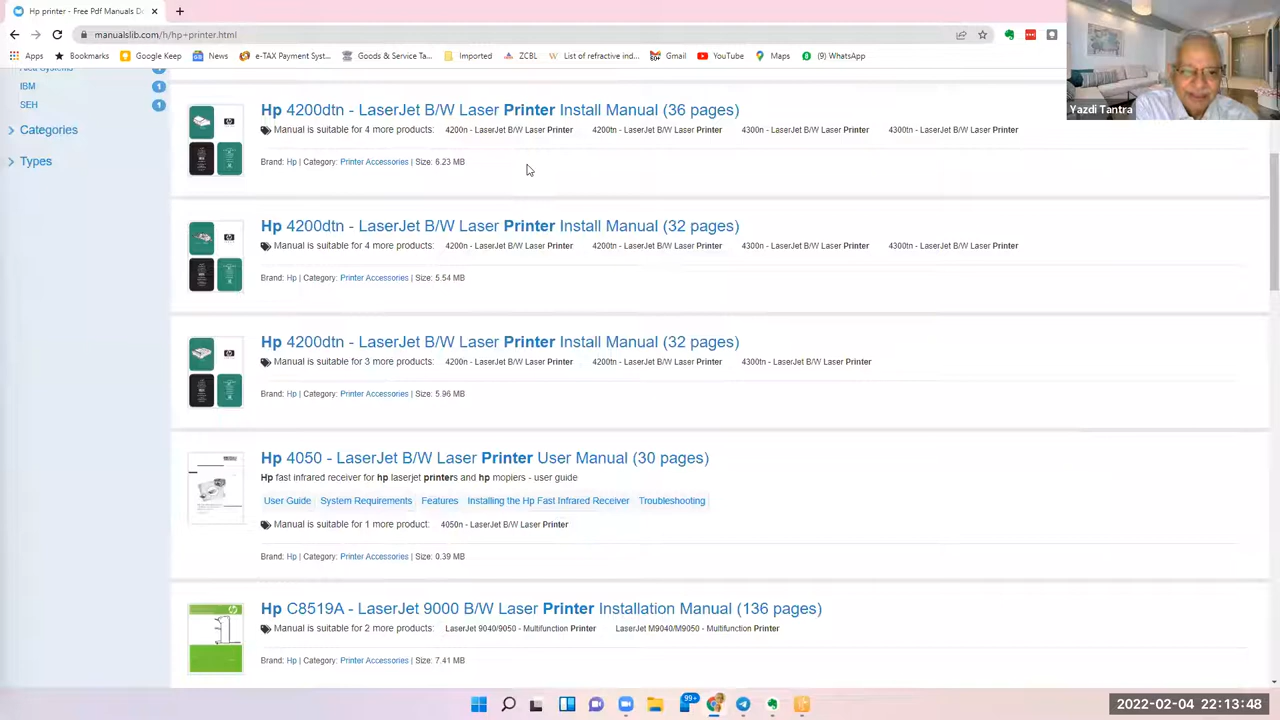 Hp printer - Free Pdf Manuals Do
manualslib.com/h/hp+printer.html
Apps Bookmarks Google Keep News e-TAX Payment Syst... Goods & Service Ta... Imported ZCBL List of refractive ind... Gmail YouTube Maps (9) WhatsApp
Yazdi Tantra
IBM 1
SEH 1
Categories
Types
Hp 4200dtn - LaserJet B/W Laser Printer Install Manual (36 pages)
Manual is suitable for 4 more products: 4200n - LaserJet B/W Laser Printer 4200tn - LaserJet B/W Laser Printer 4300n - LaserJet B/W Laser Printer 4300tn - LaserJet B/W Laser Printer
Brand: Hp | Category: Printer Accessories | Size: 6.23 MB
Hp 4200dtn - LaserJet B/W Laser Printer Install Manual (32 pages)
Manual is suitable for 4 more products: 4200n - LaserJet B/W Laser Printer 4200tn - LaserJet B/W Laser Printer 4300n - LaserJet B/W Laser Printer 4300tn - LaserJet B/W Laser Printer
Brand: Hp | Category: Printer Accessories | Size: 5.54 MB
Hp 4200dtn - LaserJet B/W Laser Printer Install Manual (32 pages)
Manual is suitable for 3 more products: 4200n - LaserJet B/W Laser Printer 4200tn - LaserJet B/W Laser Printer 4300tn - LaserJet B/W Laser Printer
Brand: Hp | Category: Printer Accessories | Size: 5.96 MB
Hp 4050 - LaserJet B/W Laser Printer User Manual (30 pages)
Hp fast infrared receiver for hp laserjet printers and hp mopiers - user guide
User Guide System Requirements Features Installing the Hp Fast Infrared Receiver Troubleshooting
Manual is suitable for 1 more product: 4050n - LaserJet B/W Laser Printer
Brand: Hp | Category: Printer Accessories | Size: 0.39 MB
Hp C8519A - LaserJet 9000 B/W Laser Printer Installation Manual (136 pages)
Manual is suitable for 2 more products: LaserJet 9040/9050 - Multifunction Printer LaserJet M9040/M9050 - Multifunction Printer
Brand: Hp | Category: Printer Accessories | Size: 7.41 MB
99+
2022-02-04 22:13:48